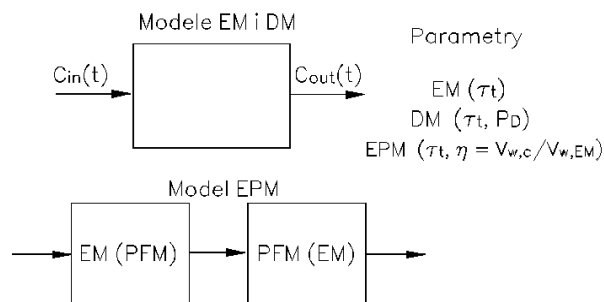 Modele EM i DM
Cin(t)
Cout(t)
Parametry
EM (τt)
DM (τt, PD)
EPM (τt, η = Vw,c/Vw,EM)
Model EPM
EM (PFM)
PFM (EM)